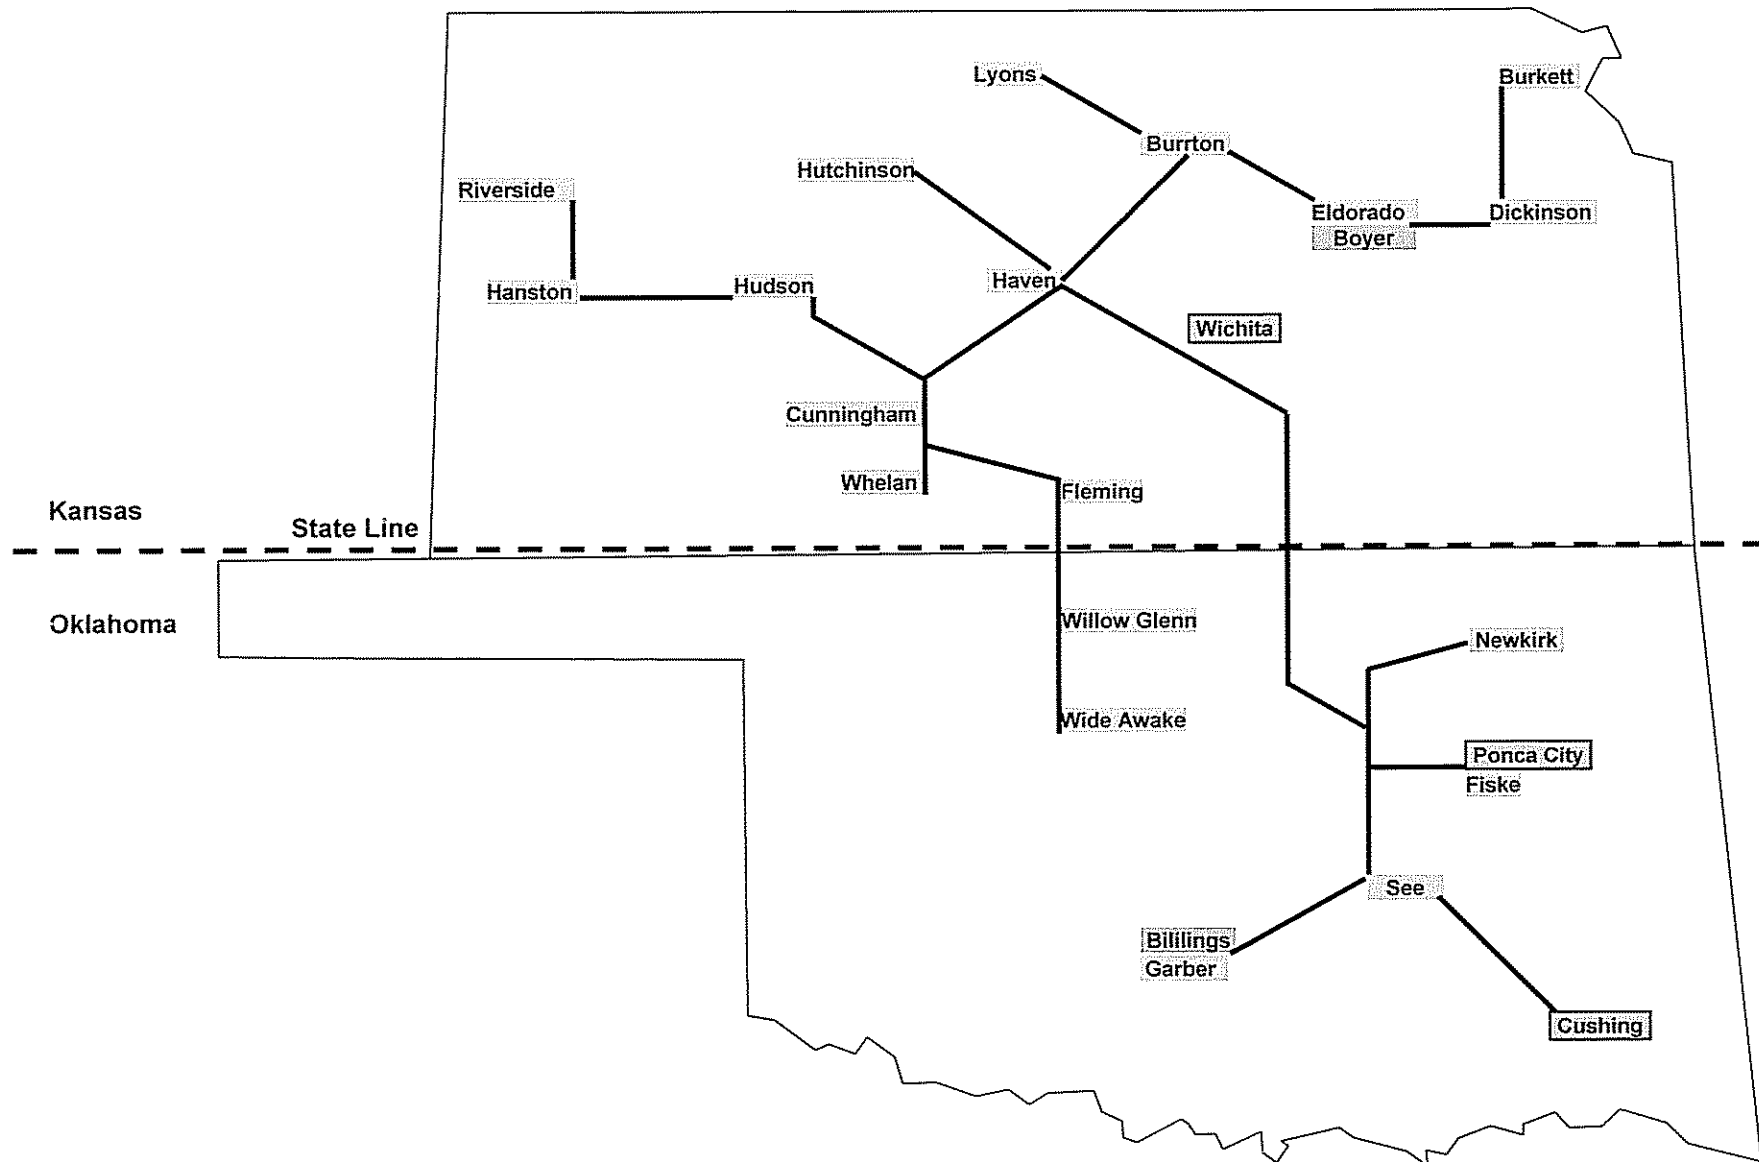 Lyons
Burkett
Burrton
Hutchinson
Riverside
Eldorado
Dickinson
Boyer
Haven
Hudson
Hanston
Wichita
Cunningham
Whelan
Fleming
Kansas
State Line
Oklahoma
Willow Glenn
Newkirk
Wide Awake
Ponca City
Fiske
See
Bililings
Garber
Cushing